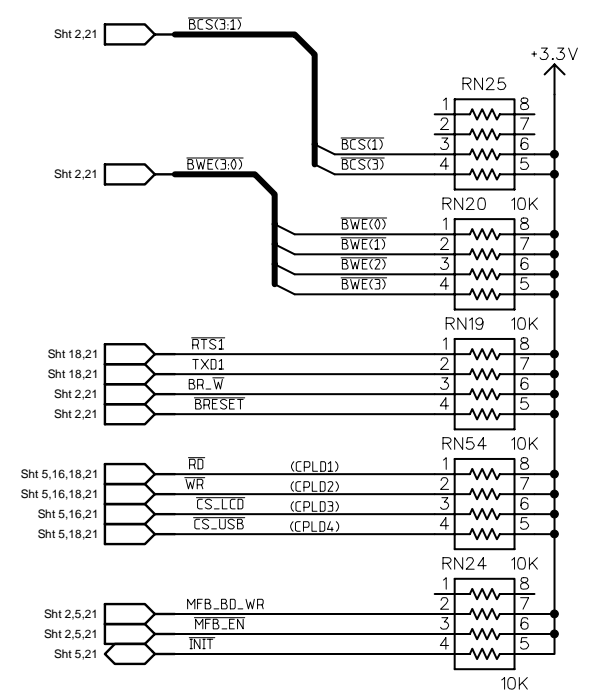 Sht 2,21 BCS(3:1)
+3.3V
RN25
1 8
2 7
3 6 BCS(1)
4 5 BCS(3)
Sht 2,21 BWE(3:0)
RN20 10K
BWE(0) 1 8
BWE(1) 2 7
BWE(2) 3 6
BWE(3) 4 5
RN19 10K
Sht 18,21 RTS1 1 8
Sht 18,21 TXD1 2 7
Sht 2,21 BR_W 3 6
Sht 2,21 BRESET 4 5
RN54 10K
Sht 5,16,18,21 RD (CPLD1) 1 8
Sht 5,16,18,21 WR (CPLD2) 2 7
Sht 5,16,21 CS_LCD (CPLD3) 3 6
Sht 5,18,21 CS_USB (CPLD4) 4 5
RN24 10K
1 8
Sht 2,5,21 MFB_BD_WR 2 7
Sht 2,5,21 MFB_EN 3 6
Sht 5,21 INIT 4 5
10K